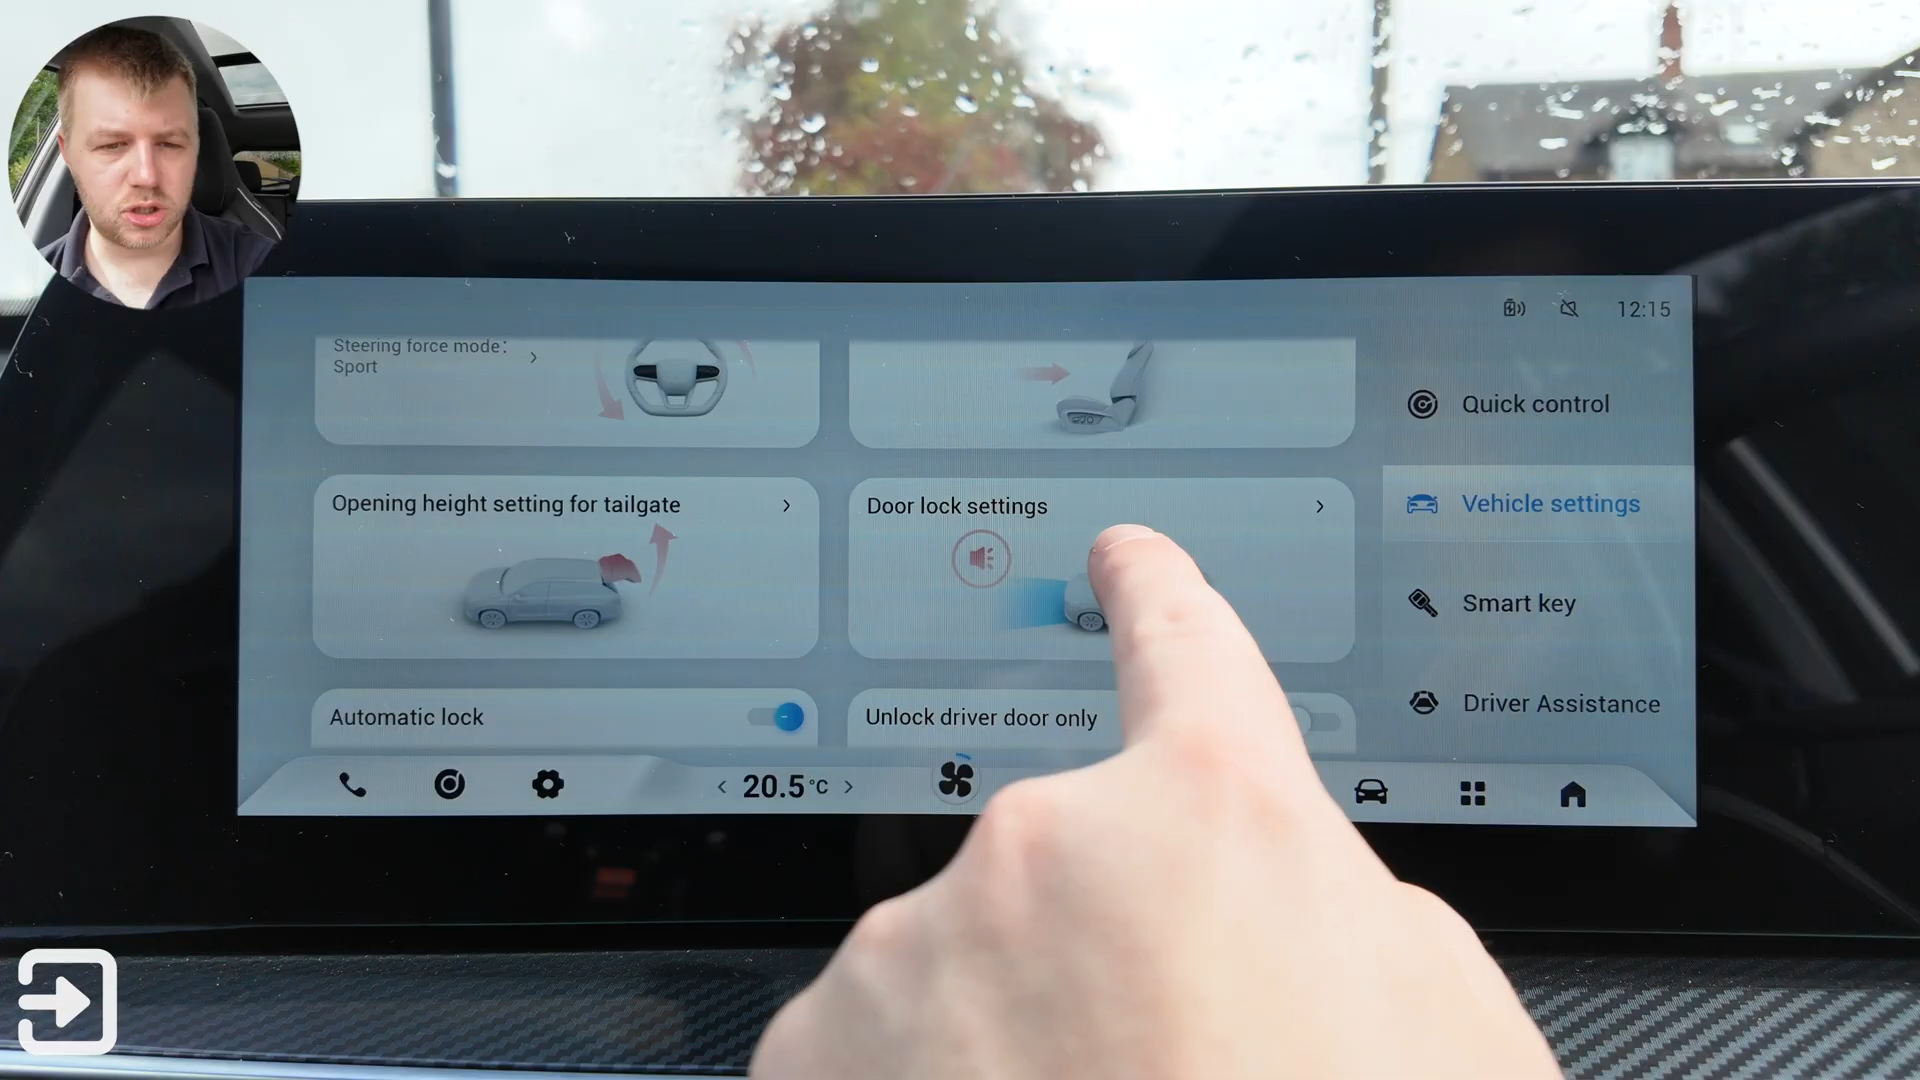 12:15
Steering force mode:
Sport
Quick control
Opening height setting for tailgate
Door lock settings
Vehicle settings
Smart key
Automatic lock
Unlock driver door only
Driver Assistance
20.5°C